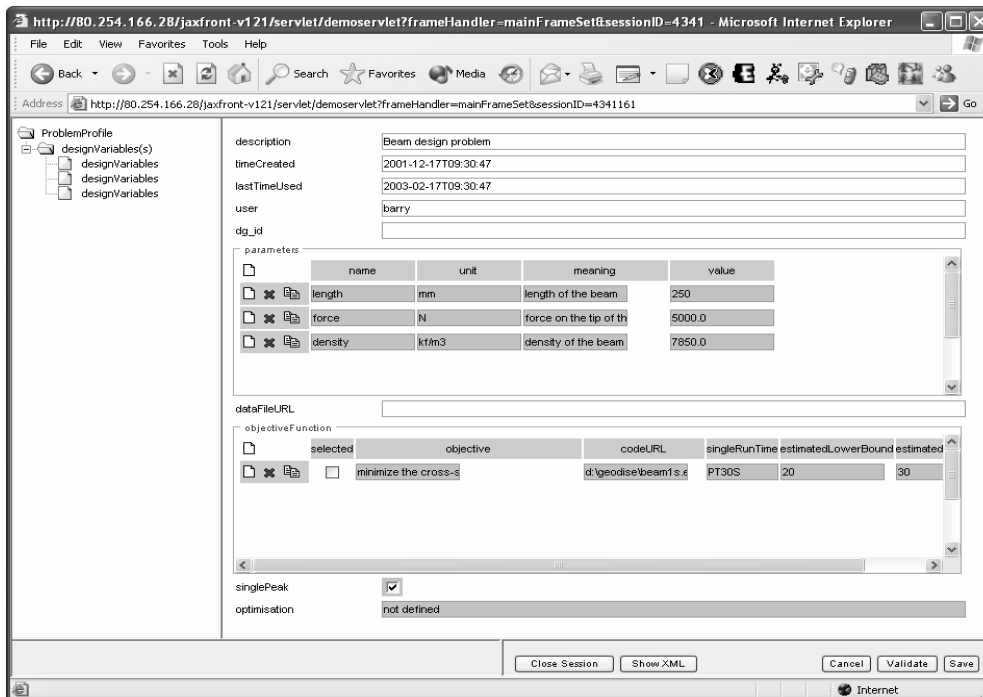 http://80.254.166.28/jaxfront-v121/servlet/demoservlet?frameHandler=mainFrameSet&sessionID=4341 - Microsoft Internet Explorer
File Edit View Favorites Tools Help
Back Search Favorites Media
Address http://80.254.166.28/jaxfront-v121/servlet/demoservlet?frameHandler=mainFrameSet&sessionID=4341161 Go
ProblemProfile
designVariables(s)
designVariables
designVariables
designVariables
description Beam design problem
timeCreated 2001-12-17T09:30:47
lastTimeUsed 2003-02-17T09:30:47
user barry
dg_id
parameters
name unit meaning value
length mm length of the beam 250
force N force on the tip of th 5000.0
density kf/m3 density of the beam 7850.0
dataFileURL
objectiveFunction
selected objective codeURL singleRunTime estimatedLowerBound estimated
minimize the cross-s d:\geodise\beam1s.e PT30S 20 30
singlePeak
optimisation not defined
Close Session Show XML Cancel Validate Save
Internet